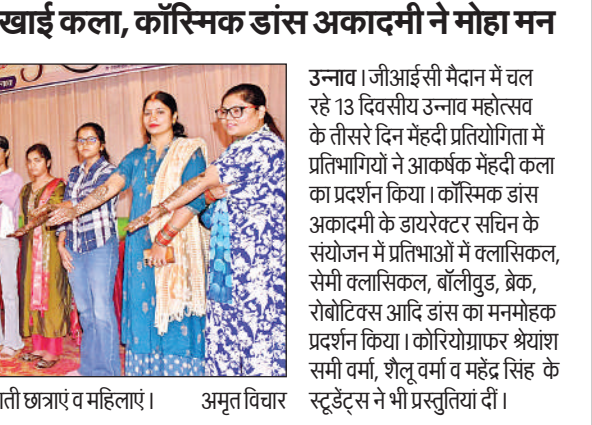 खाई कला, कॉस्मिक डांस अकादमी ने मोहा मन
उन्नाव। जीआईसी मैदान में चल
रहे 13 दिवसीय उन्नाव महोत्सव
के तीसरे दिन मेंहदी प्रतियोगिता में
प्रतिभागियों ने आकर्षक मेंहदी कला
का प्रदर्शन किया। कॉस्मिक डांस
अकादमी के डायरेक्टर सचिन के
संयोजन में प्रतिभाओं में क्लासिकल,
सेमी क्लासिकल, बॉलीवुड, ब्रेक,
रोबोटिक्स आदि डांस का मनमोहक
प्रदर्शन किया। कोरियोग्राफर श्रेयांश
समी वर्मा, शैलू वर्मा व महेंद्र सिंह के
स्टूडेंट्स ने भी प्रस्तुतियां दीं।
ाती छात्राएं व महिलाएं। अमृत विचार